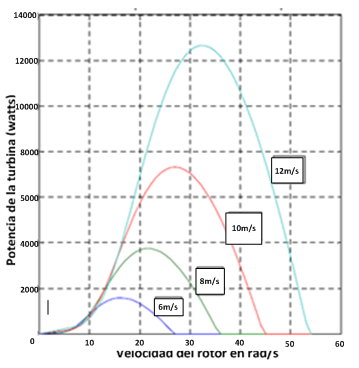 14000
12000
10000
8000
5000
4000
2000
0
10
20
30
40
50
60
12m/s
10m/s
8m/s
6m/s
Potencia de la turbina (watts)
Velocidad del rotor en rad/s